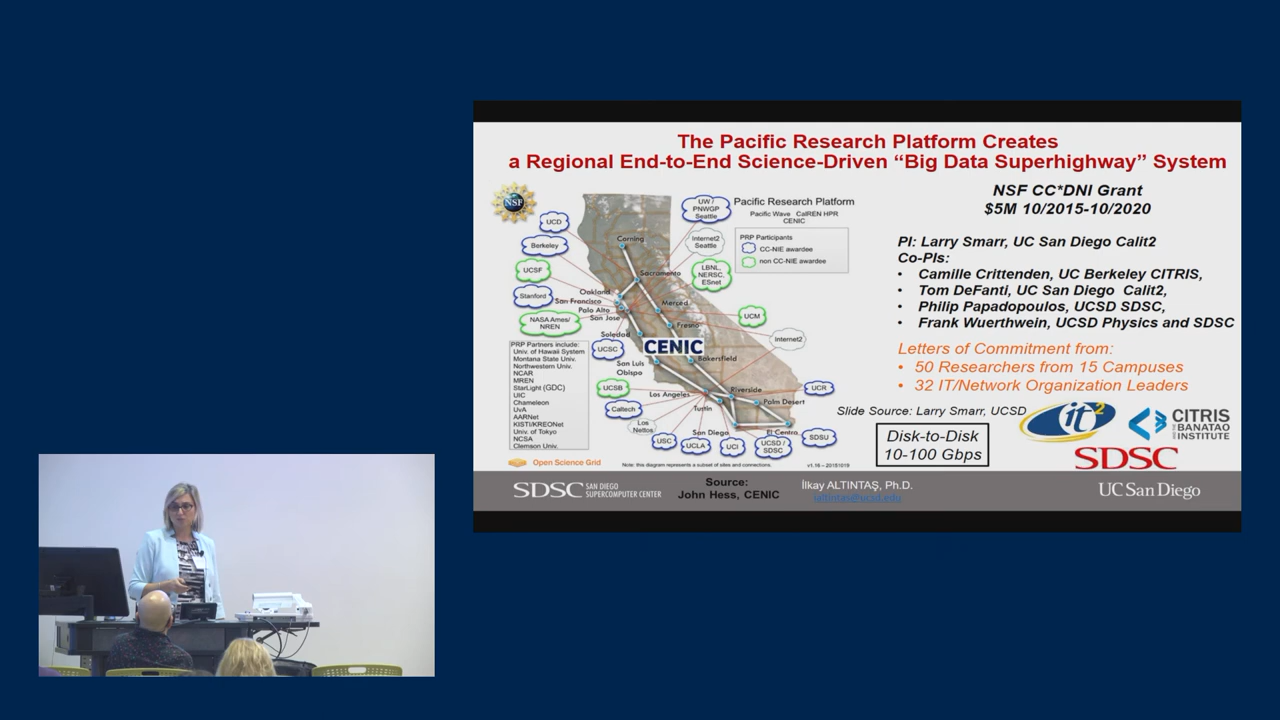 The Pacific Research Platform Creates
a Regional End-to-End Science-Driven “Big Data Superhighway” System
NSF
NSF CC*DNI Grant
$5M 10/2015-10/2020
PI: Larry Smarr, UC San Diego Calit2
Co-PIs:
• Camille Crittenden, UC Berkeley CITRIS,
• Tom DeFanti, UC San Diego Calit2,
• Philip Papadopoulos, UCSD SDSC,
• Frank Wuerthwein, UCSD Physics and SDSC
Letters of Commitment from:
• 50 Researchers from 15 Campuses
• 32 IT/Network Organization Leaders
Slide Source: Larry Smarr, UCSD
Disk-to-Disk
10-100 Gbps
it2
CITRIS
AND THE
BANATAO
INSTITUTE
SDSC
Pacific Research Platform
Pacific Wave CalREN HPR
CENIC
PRP Participants
CC-NIE awardee
non CC-NIE awardee
UW /
PNWGP
Seattle
Internet2
Seattle
LBNL,
NERSC,
ESnet
UCM
Internet2
UCR
SDSU
UCSD /
SDSC
UCI
UCLA
USC
Los
Nettos
Caltech
UCSB
UCSC
NASA Ames/
NREN
Stanford
UCSF
Berkeley
UCD
Corning
Sacramento
Oakland
San Francisco
Palo Alto
San Jose
Merced
Fresno
Soledad
CENIC
San Luis
Obispo
Bakersfield
Los Angeles
Riverside
Tustin
Palm Desert
San Diego
El Centro
PRP Partners include:
Univ. of Hawaii System
Montana State Univ.
Northwestern Univ.
NCAR
MREN
StarLight (GDC)
UIC
Chameleon
UvA
AARNet
KISTI/KREONet
Univ. of Tokyo
NCSA
Clemson Univ.
Open Science Grid
Note: this diagram represents a subset of sites and connections.
v1.16 – 20151019
SDSC SAN DIEGO
SUPERCOMPUTER CENTER
Source:
John Hess, CENIC
İlkay ALTINTAŞ, Ph.D.
ialtintas@ucsd.edu
UC San Diego